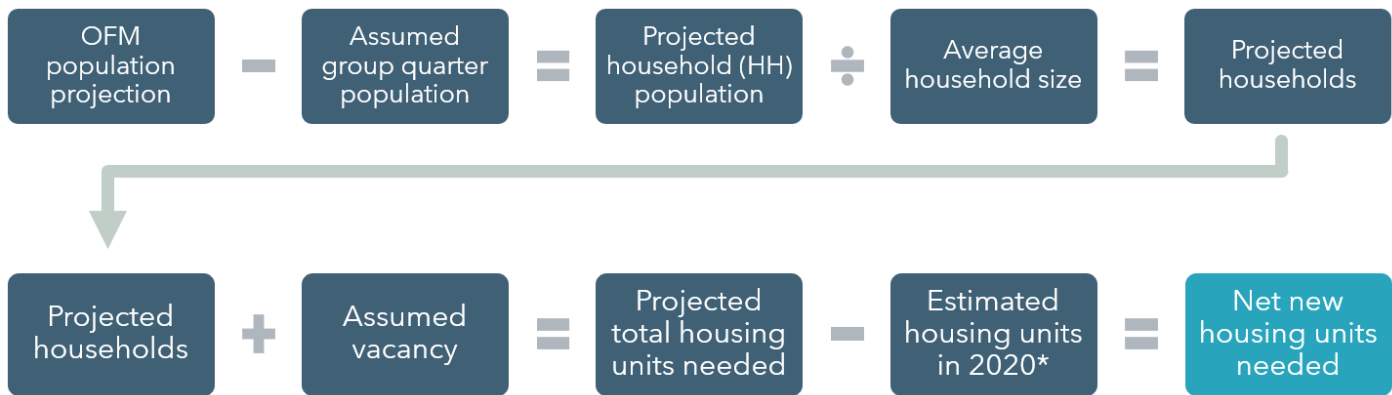 OFM
population
projection
−
Assumed
group quarter
population
=
Projected
household (HH)
population
÷
Average
household size
=
Projected
households
Projected
households
+
Assumed
vacancy
=
Projected
total housing
units needed
−
Estimated
housing units
in 2020*
=
Net new
housing units
needed